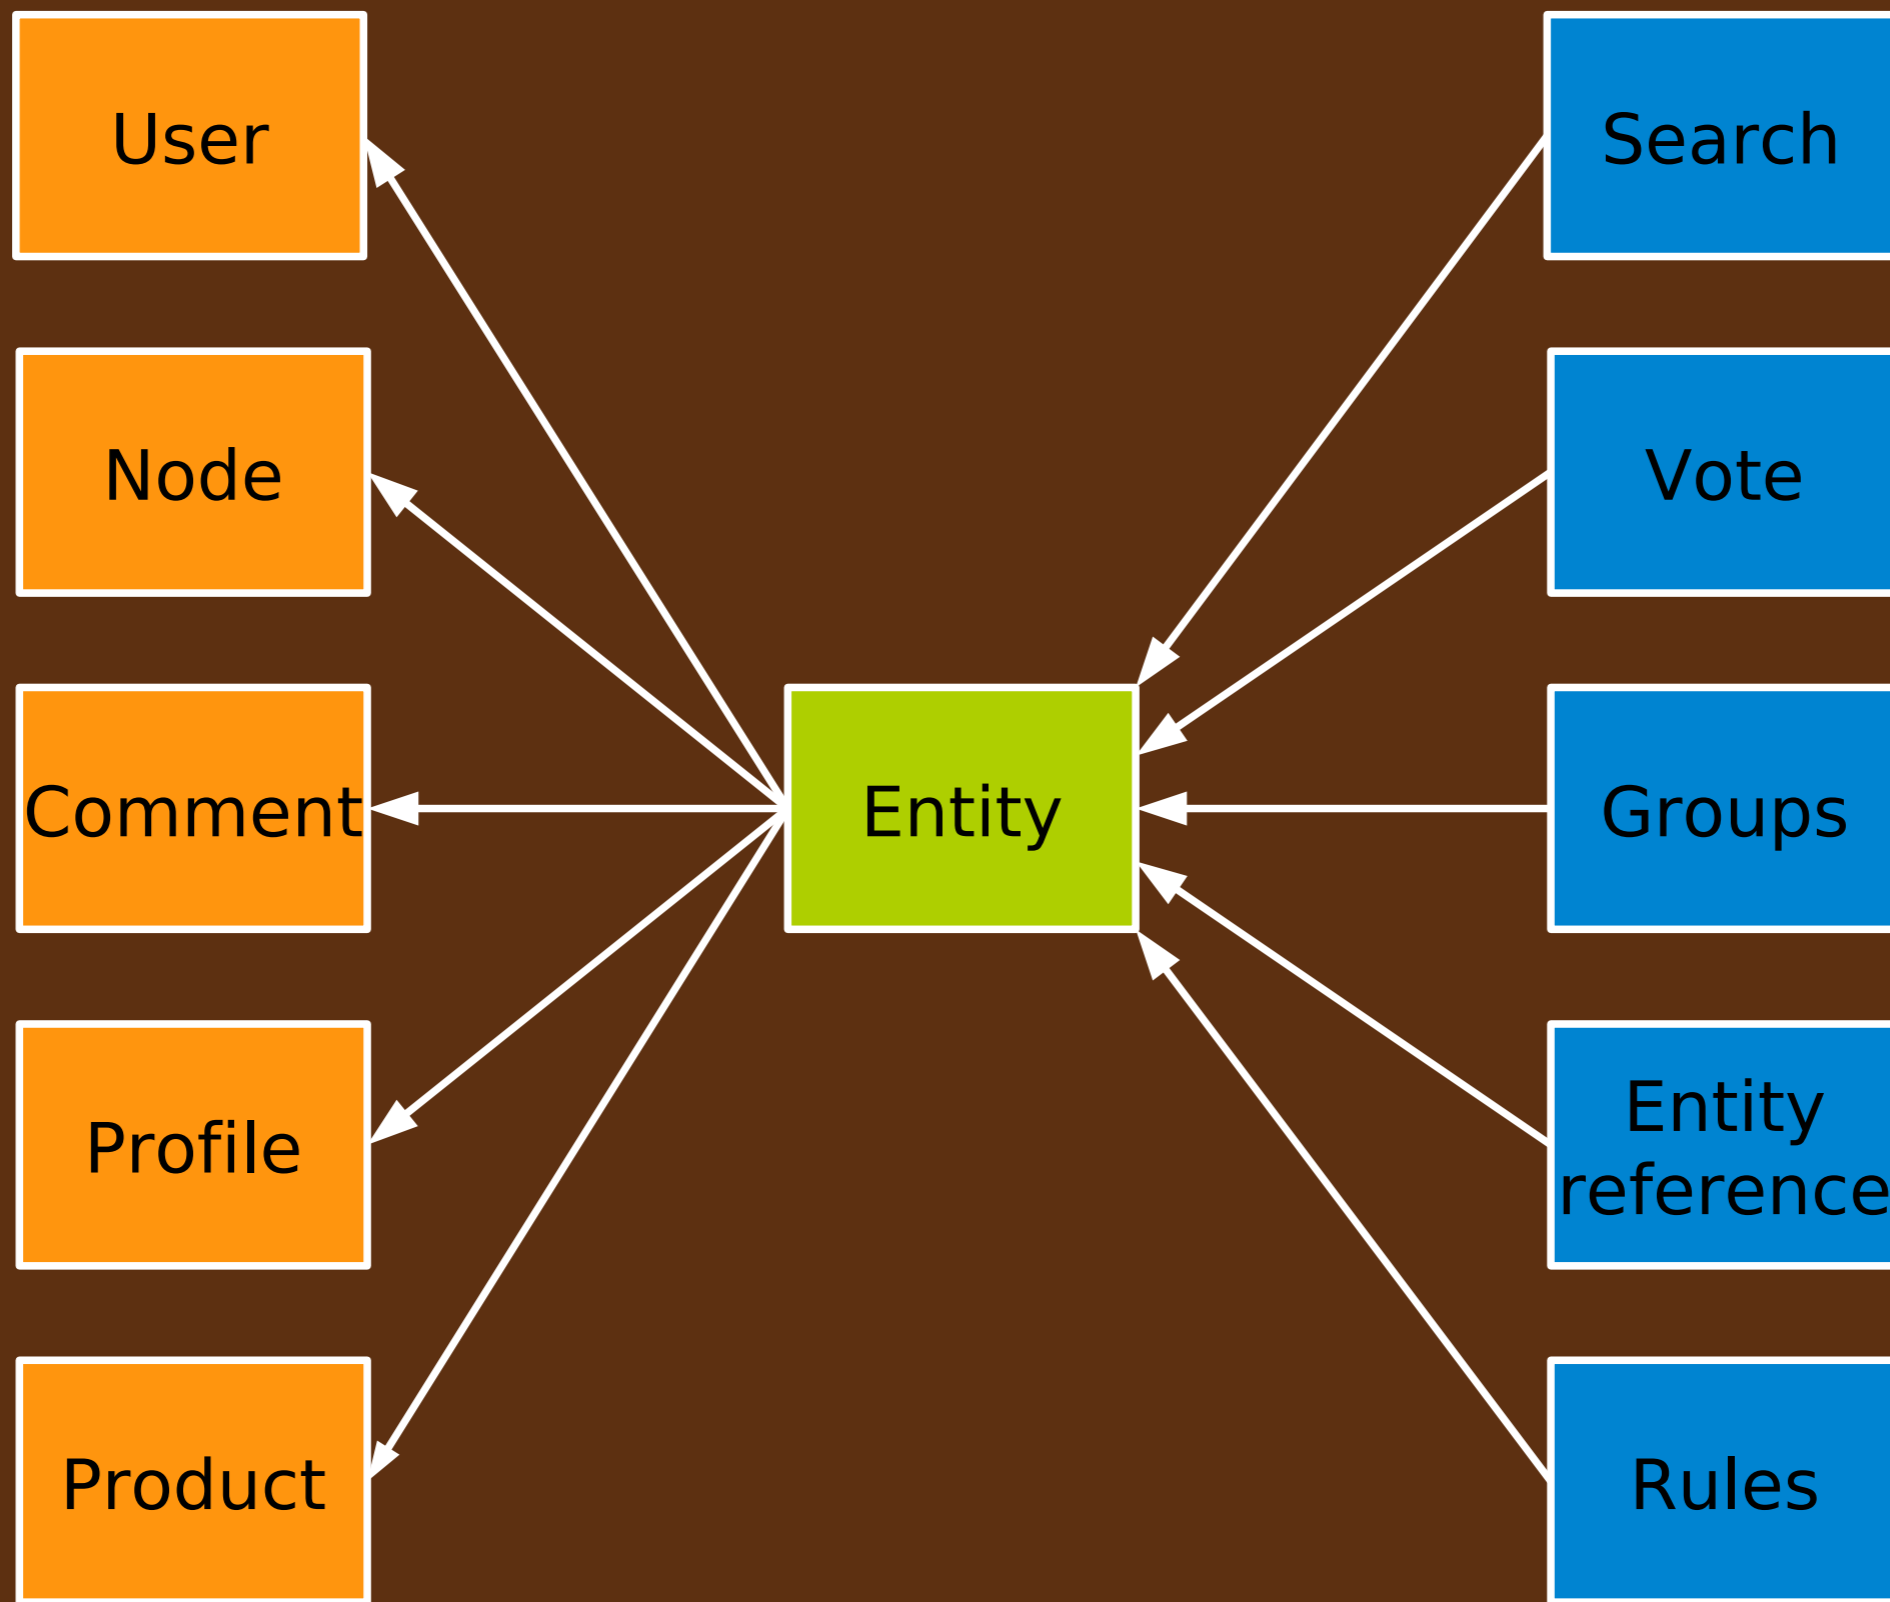 User
Search
Node
Vote
Comment
Entity
Groups
Profile
Entity
reference
Product
Rules